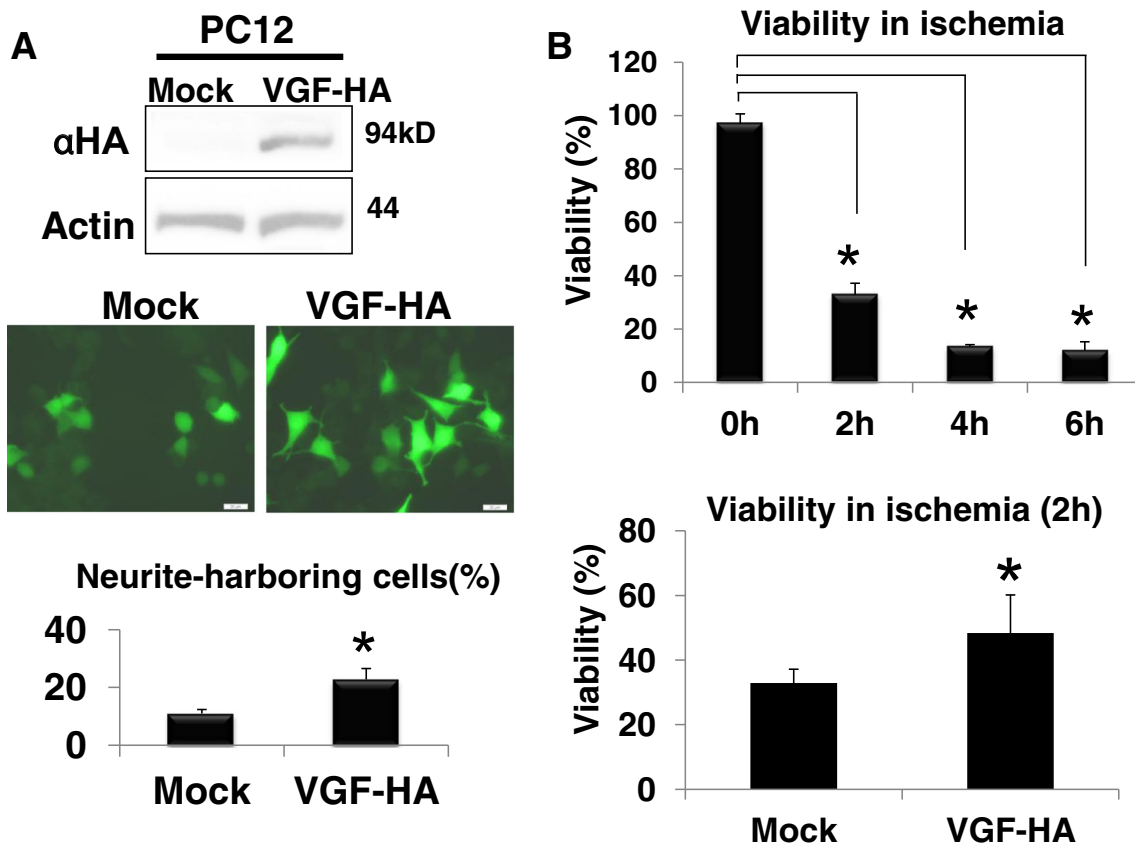 A
PC12
Mock VGF-HA
αHA
94kD
Actin
44
Mock VGF-HA
Neurite-harboring cells(%)
40
20
0
*
Mock VGF-HA
B
Viability in ischemia
Viability (%)
120
100
80
60
40
20
0
* * *
0h 2h 4h 6h
Viability in ischemia (2h)
Viability (%)
80
60
40
20
0
*
Mock VGF-HA